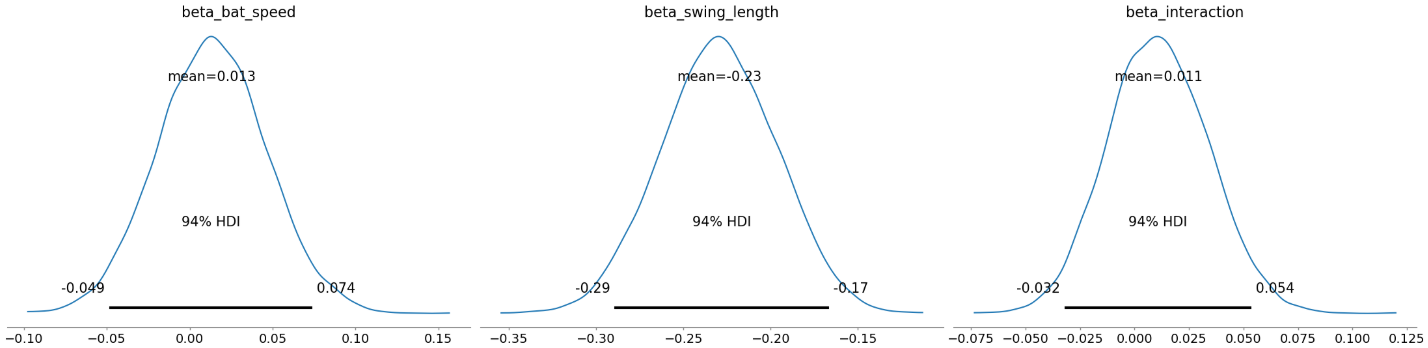 beta_bat_speed
mean=0.013
94% HDI
-0.049 0.074
−0.10 −0.05 0.00 0.05 0.10 0.15
beta_swing_length
mean=-0.23
94% HDI
-0.29 -0.17
−0.35 −0.30 −0.25 −0.20 −0.15
beta_interaction
mean=0.011
94% HDI
-0.032 0.054
−0.075 −0.050 −0.025 0.000 0.025 0.050 0.075 0.100 0.125